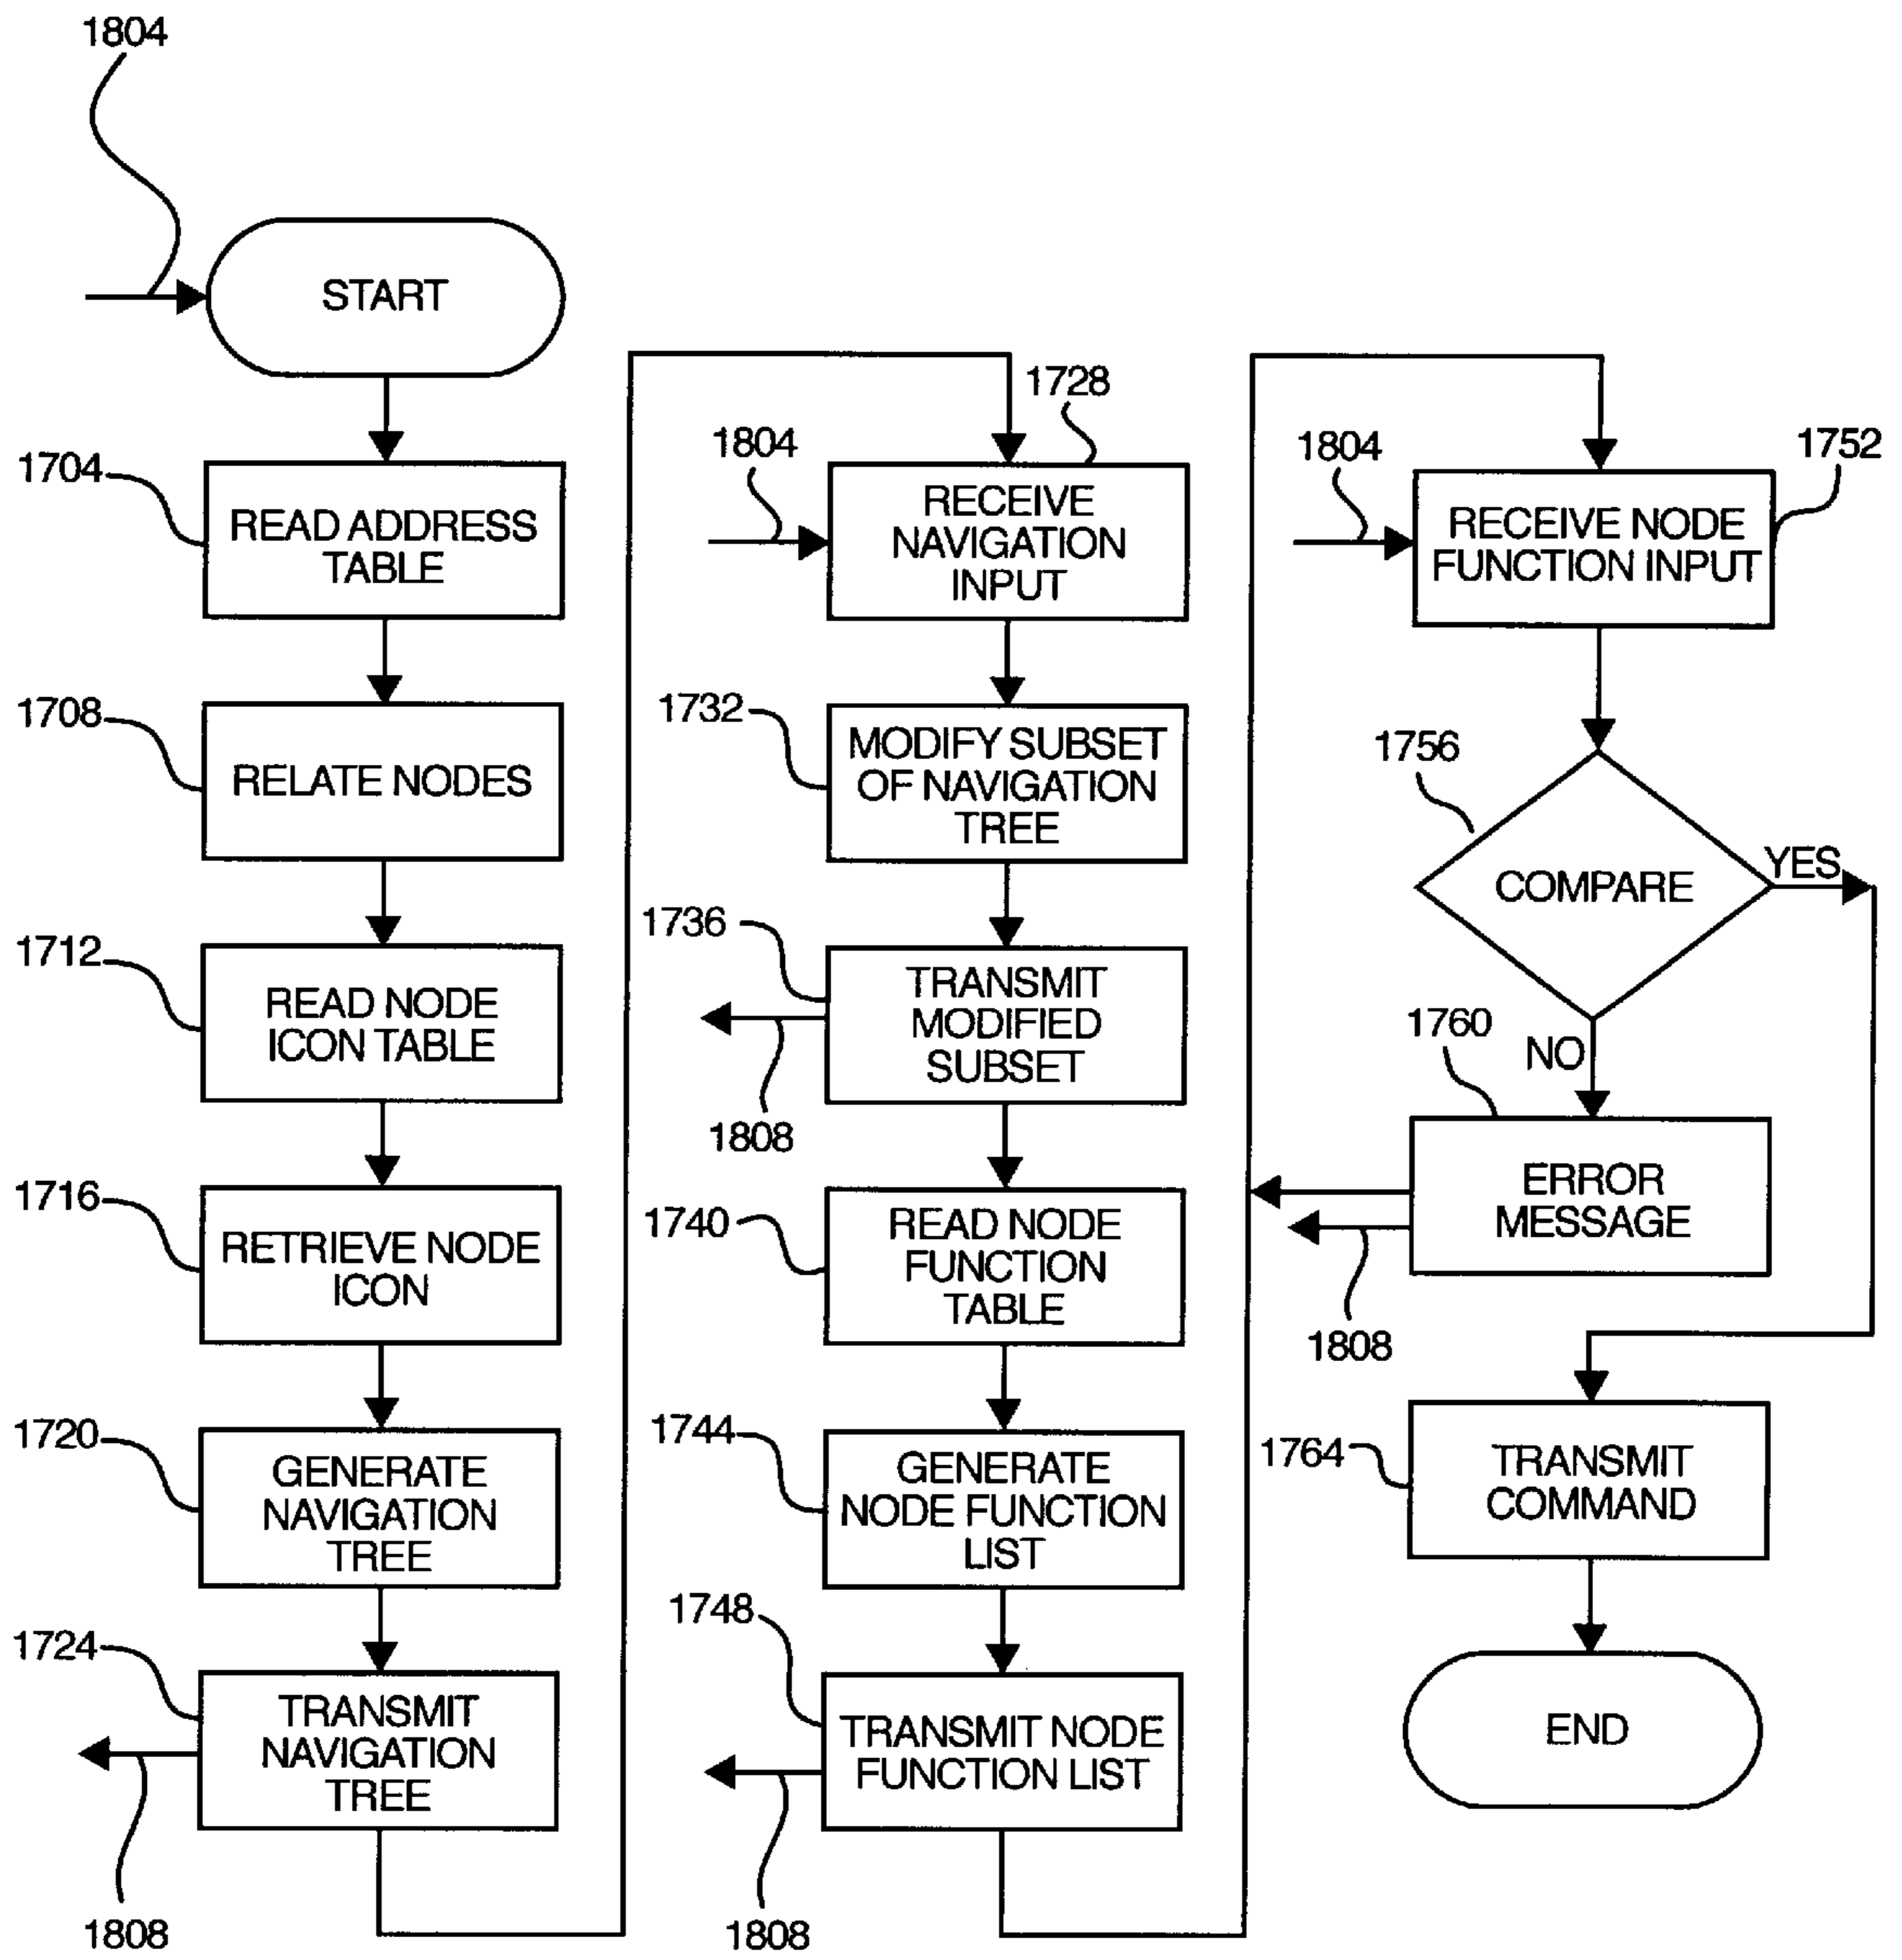 1804
START
1704
READ ADDRESS
TABLE
1708
RELATE NODES
1712
READ NODE
ICON TABLE
1716
RETRIEVE NODE
ICON
1720
GENERATE
NAVIGATION
TREE
1724
TRANSMIT
NAVIGATION
TREE
1808
1728
1804
RECEIVE
NAVIGATION
INPUT
1732
MODIFY SUBSET
OF NAVIGATION
TREE
1736
TRANSMIT
MODIFIED
SUBSET
1808
1740
READ NODE
FUNCTION
TABLE
1744
GENERATE
NODE FUNCTION
LIST
1748
TRANSMIT NODE
FUNCTION LIST
1808
1804
1752
RECEIVE NODE
FUNCTION INPUT
1756
COMPARE
YES
NO
1760
ERROR
MESSAGE
1808
1764
TRANSMIT
COMMAND
END